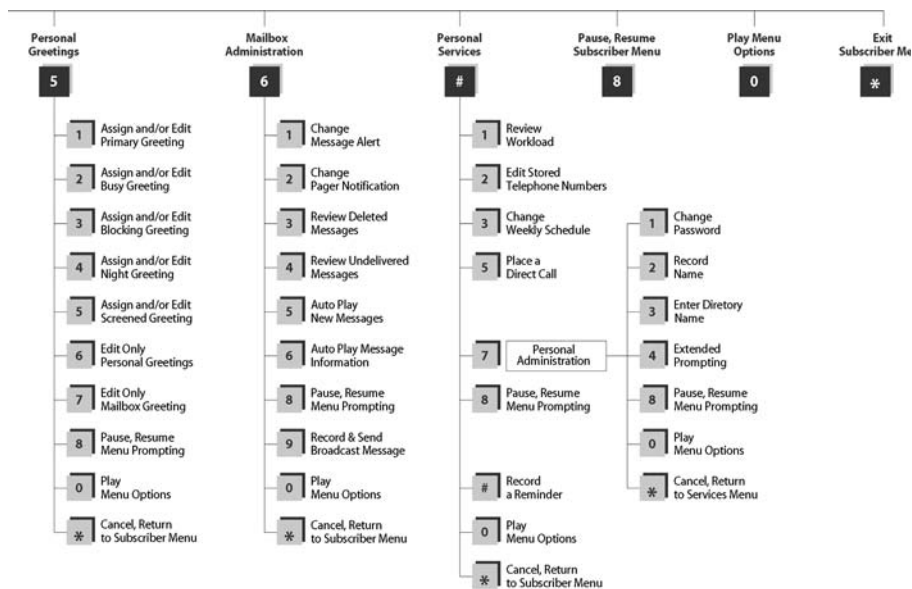 Personal
Greetings
5
1
Assign and/or Edit
Primary Greeting
2
Assign and/or Edit
Busy Greeting
3
Assign and/or Edit
Blocking Greeting
4
Assign and/or Edit
Night Greeting
5
Assign and/or Edit
Screened Greeting
6
Edit Only
Personal Greetings
7
Edit Only
Mailbox Greeting
8
Pause, Resume
Menu Prompting
0
Play
Menu Options
*
Cancel, Return
to Subscriber Menu
Mailbox
Administration
6
1
Change
Message Alert
2
Change
Pager Notification
3
Review Deleted
Messages
4
Review Undelivered
Messages
5
Auto Play
New Messages
6
Auto Play Message
Information
8
Pause, Resume
Menu Prompting
9
Record & Send
Broadcast Message
0
Play
Menu Options
*
Cancel, Return
to Subscriber Menu
Personal
Services
#
1
Review
Workload
2
Edit Stored
Telephone Numbers
3
Change
Weekly Schedule
5
Place a
Direct Call
7
Personal
Administration
8
Pause, Resume
Menu Prompting
#
Record
a Reminder
0
Play
Menu Options
*
Cancel, Return
to Subscriber Menu
1
Change
Password
2
Record
Name
3
Enter Diretory
Name
4
Extended
Prompting
8
Pause, Resume
Menu Prompting
0
Play
Menu Options
*
Cancel, Return
to Services Menu
Pause, Resume
Subscriber Menu
8
Play Menu
Options
0
Exit
Subscriber Me
*